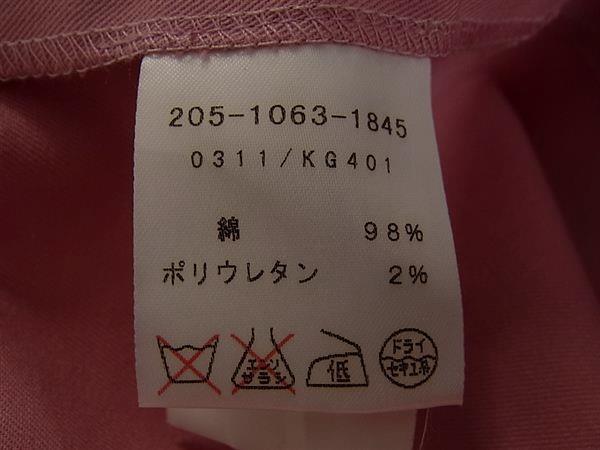 205-1063-1845
0311/KG401
綿 98%
ポリウレタン 2%
エンソ サラシ 低 ドライ セキユ系